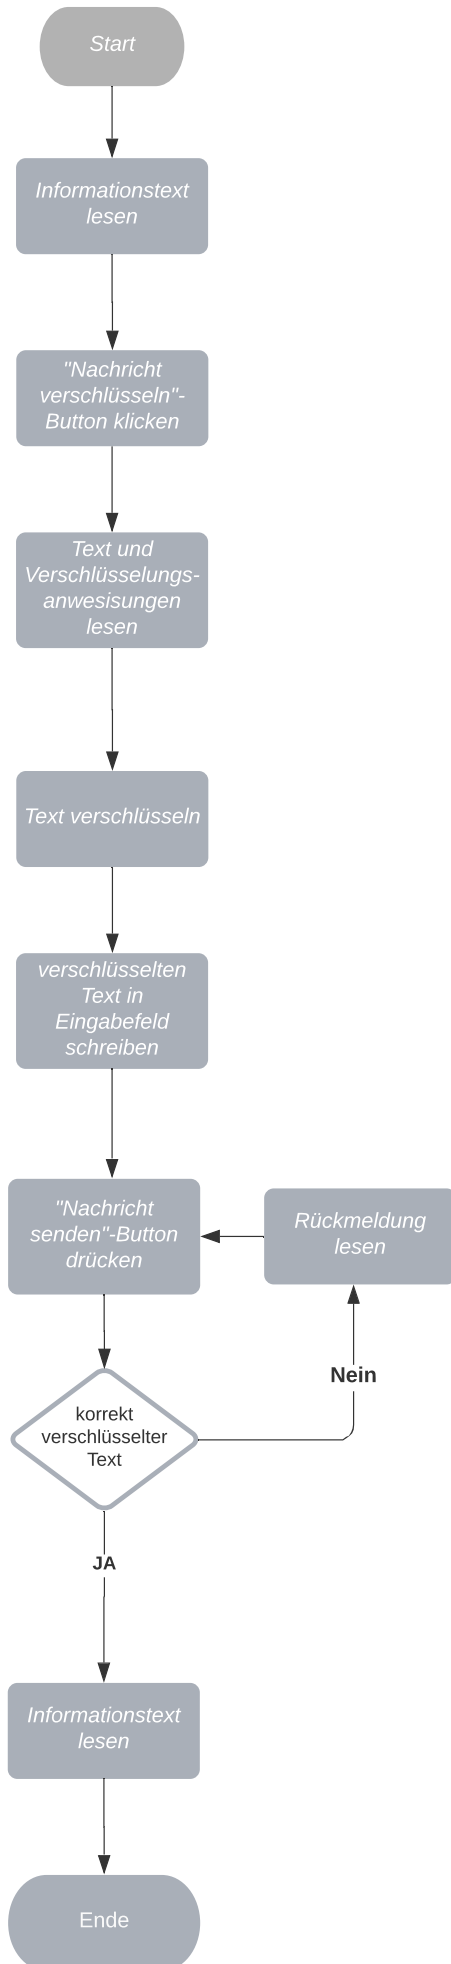 Start
Informationstext
lesen
"Nachricht
verschlüsseln"-
Button klicken
Text und
Verschlüsselungs-
anwesisungen
lesen
Text verschlüsseln
verschlüsselten
Text in
Eingabefeld
schreiben
"Nachricht
senden"-Button
drücken
Rückmeldung
lesen
Nein
korrekt
verschlüsselter
Text
JA
Informationstext
lesen
Ende